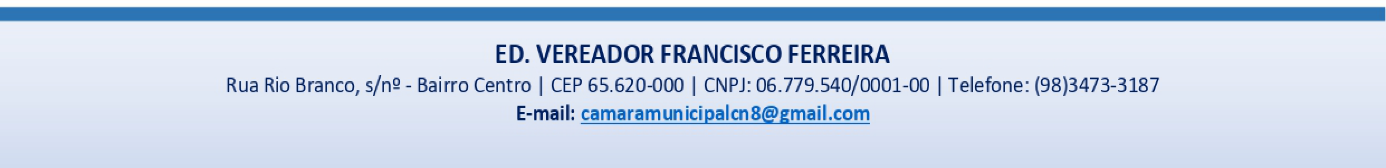 ED. VEREADOR FRANCISCO FERREIRA
Rua Rio Branco, s/nº - Bairro Centro | CEP 65.620-000 | CNPJ: 06.779.540/0001-00 | Telefone: (98)3473-3187
E-mail: camaramunicipalcn8@gmail.com